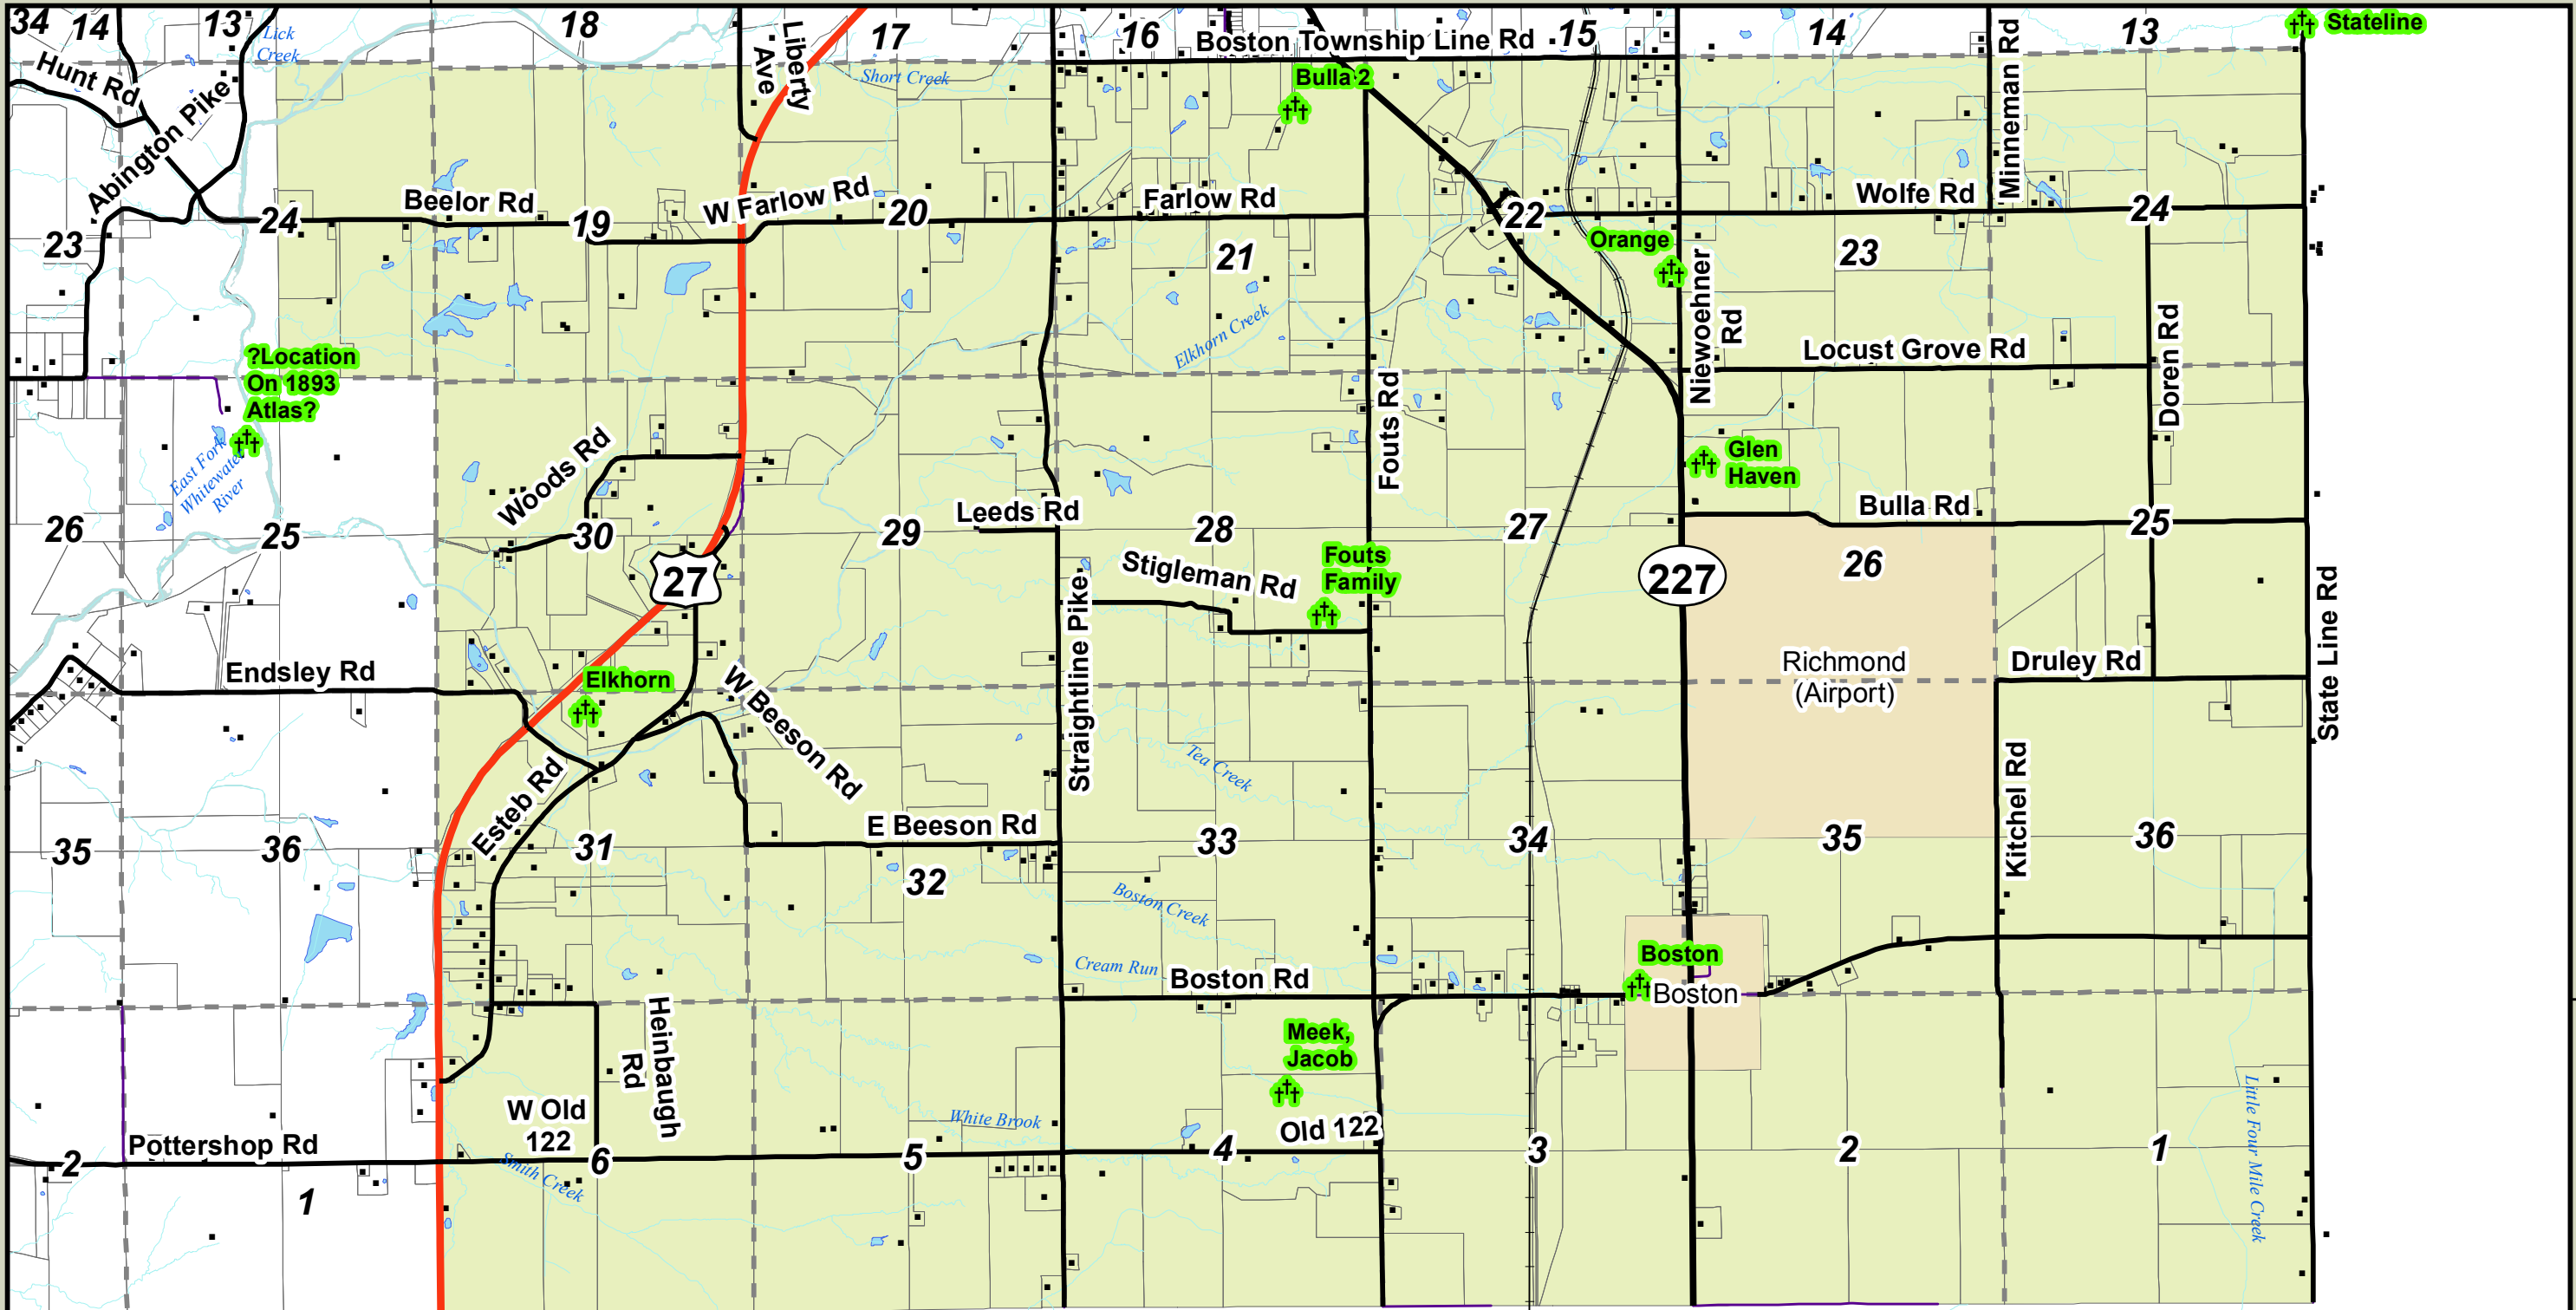 34
14
13
18
17
16
15
14
13
Stateline
Lick
Creek
Liberty
Ave
Boston Township Line Rd
Minneman Rd
Hunt Rd
Short Creek
Bulla 2
Abington Pike
Beelor Rd
W Farlow Rd
Farlow Rd
Wolfe Rd
23
24
19
20
21
22
23
24
Orange
Niewoehner
Rd
Elkhorn Creek
Locust Grove Rd
Doren Rd
?Location
On 1893
Atlas?
East Fork
Whitewater
River
Fouts Rd
Woods Rd
Glen
Haven
Leeds Rd
Bulla Rd
26
25
30
29
28
27
26
25
27
Stigleman Rd
Fouts
Family
227
Straightline Pike
State Line Rd
Endsley Rd
Elkhorn
W Beeson Rd
Richmond
(Airport)
Druley Rd
Tea Creek
Kitchel Rd
Esteb Rd
E Beeson Rd
35
36
31
32
33
34
35
36
Boston Creek
Cream Run
Boston Rd
Boston
Boston
Heinbaugh
Rd
Meek,
Jacob
W Old
122
White Brook
Old 122
Little Four Mile Creek
Pottershop Rd
2
1
6
5
4
3
2
1
Smith Creek